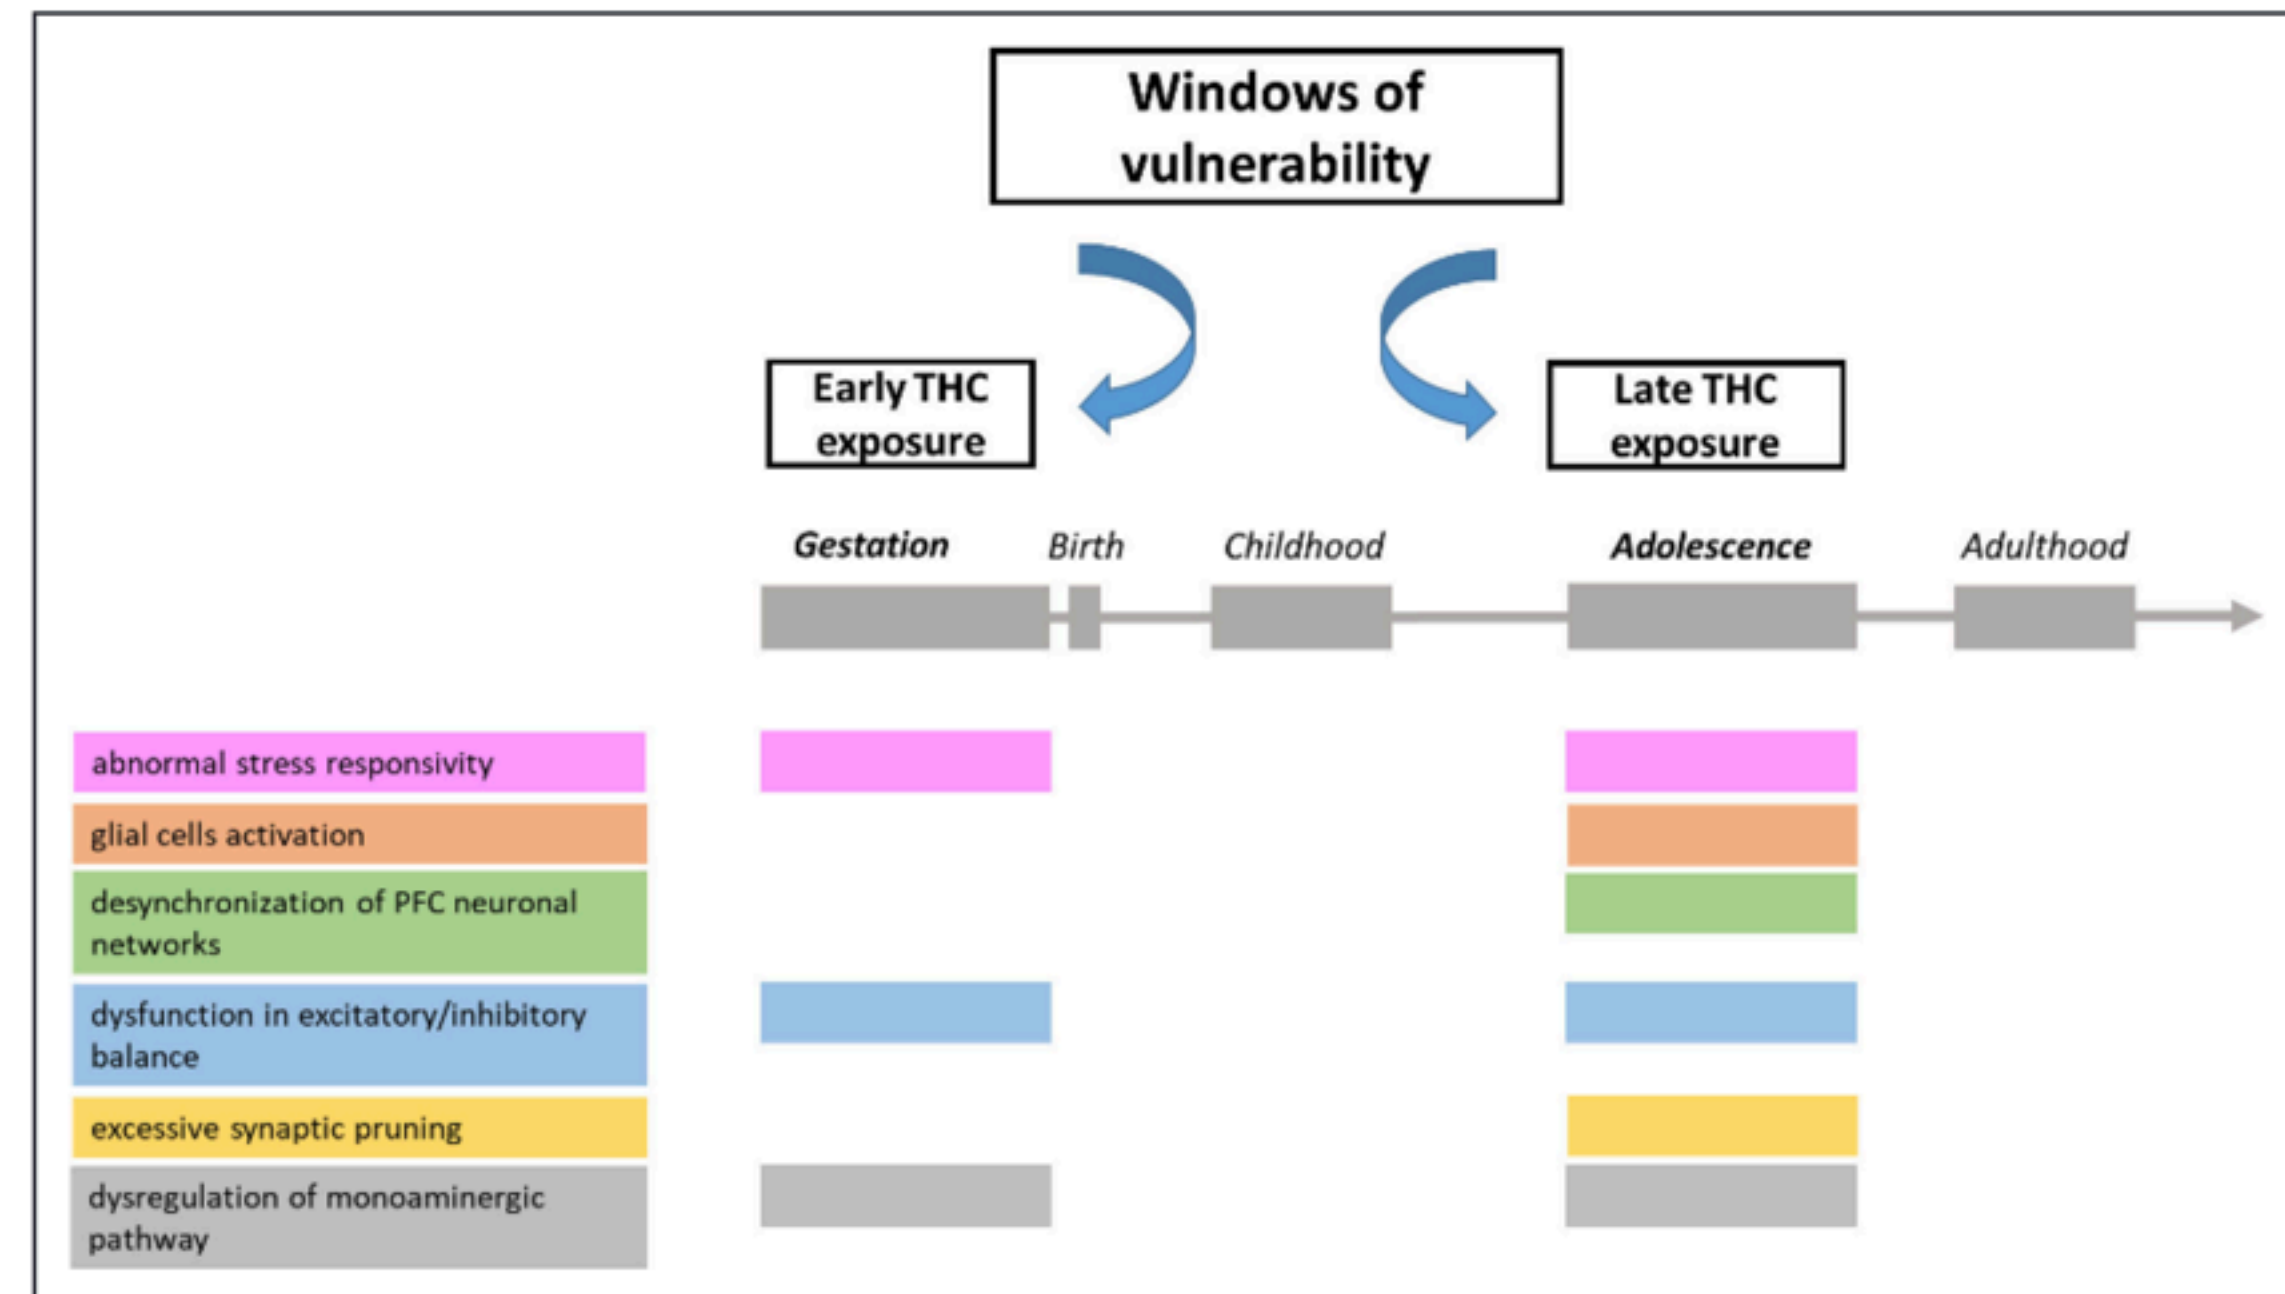 Windows of
vulnerability
Early THC
exposure
Late THC
exposure
Gestation
Birth
Childhood
Adolescence
Adulthood
abnormal stress responsivity
glial cells activation
desynchronization of PFC neuronal
networks
dysfunction in excitatory/inhibitory
balance
excessive synaptic pruning
dysregulation of monoaminergic
pathway